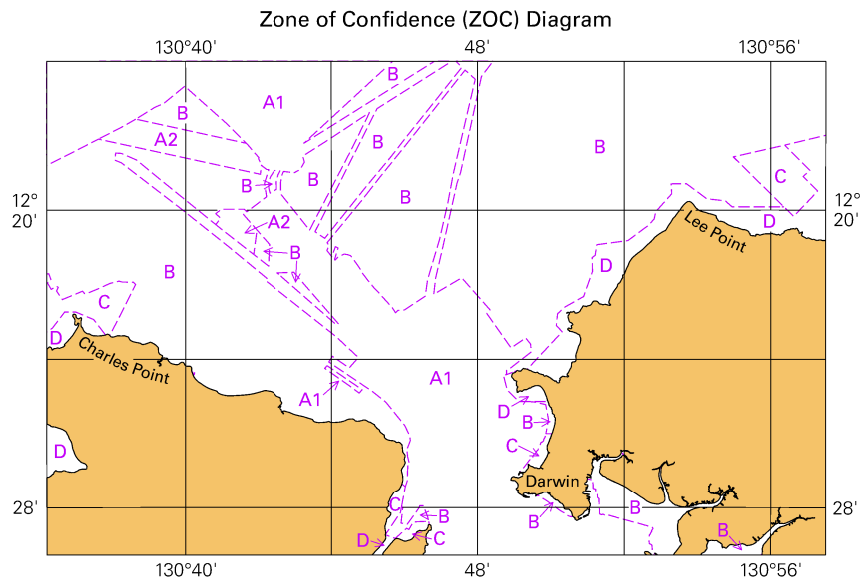 Zone of Confidence (ZOC) Diagram
130°40' 48' 130°56'
B
A1
B
A2
B
B
C
B
B
B
12° 12°
20' 20'
A2
D
Lee Point
B
D
B
C
D
Charles Point
A1
A1
D
B
C
D
Darwin
28' 28'
C
B
B
B
B
D
C
130°40' 48' 130°56'